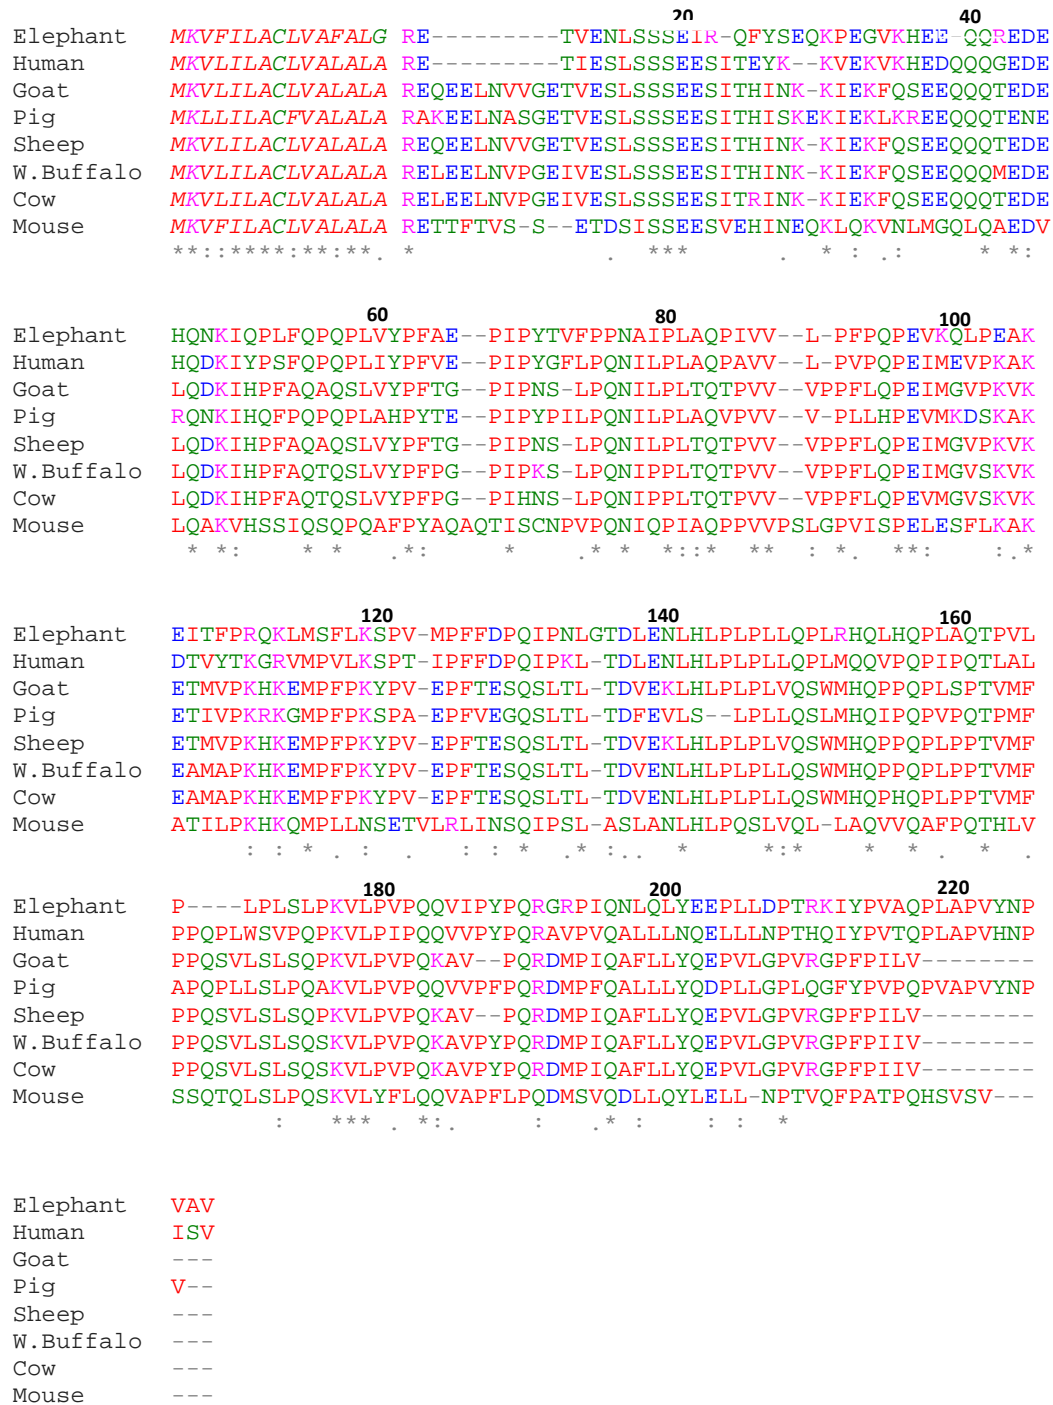 20 40
Elephant MKVFILACLVAFALG RE---------TVENLSSSEIR-QFYSEQKPEGVKHEE-QQREDE
Human MKVLILACLVALALA RE---------TIESLSSSEESITEYK-KVEKVKHEDQQQGEDE
Goat MKVLILACLVALALA REQEELNVVGETVESLSSSEESITHINK-KIEKFQSEEQQQTEDE
Pig MKLLILACFVALALA RAKEELNASGETVESLSSSEESITHISKEKIEKLKREEQQQTENE
Sheep MKVLILACLVALALA REQEELNVVGETVESLSSSEESITHINK-KIEKFQSEEQQQTEDE
W.Buffalo MKVLILACLVALALA RELEELNVPGEIVESLSSSEESITHINK-KIEKFQSEEQQQMEDE
Cow MKVLILACLVALALA RELEELNVPGEIVESLSSSEESITRINK-KIEKFQSEEQQQTEDE
Mouse MKVFILACLVALALA RETTFTVS-S--ETDSISSSEESVEHINEQKLQKVNLMGQLQAEDV
**::****:**:**. * . *** . * : .: * *:
60 80 100
Elephant HQNKIQPLFQPQPLVYPFAE--PIPYTVFPPNAIPLAQPIVV--L-PFPQPEVKQLPEAK
Human HQDKIYPSFQPQPLIYPFVE--PIPYGFLPQNILPLAQPAVV--L-PVPQPEIMEVPKAK
Goat LQDKIHPFAQAQSLVYPFTG--PIPNS-LPQNILPLTQTPVV--VPPFLQPEIMGVPKVK
Pig RQNKIHQFPQPQPLAHPYTE--PIPYPILPQNILPLAQVPVV--V-PLLHPEVMKDSKAK
Sheep LQDKIHPFAQAQSLVYPFTG--PIPNS-LPQNILPLTQTPVV--VPPFLQPEIMGVPKVK
W.Buffalo LQDKIHPFAQTQSLVYPFPG--PIPKS-LPQNIPPLTQTPVV--VPPFLQPEIMGVSKVK
Cow LQDKIHPFAQTQSLVYPFPG--PIHNS-LPQNIPPLTQTPVV--VPPFLQPEVMGVSKVK
Mouse LQAKVHSSIQSQPQAFPYAQAQTISCNPVPQNIQPIAQPPVVPSLGPVISPELESFLKAK
* *: * * .*: * .* * *::* ** : *. **: :.*
120 140 160
Elephant EITFPRQKLMSFLKSPV-MPFFDPQIPNLGTDLENLHLPLPLLQPLRHQLHQPLAQTPVL
Human DTVYTKGRVMPVLKSPT-IPFFDPQIPKL-TDLENLHLPLPLLQPLMQQVPQPIPQTLAL
Goat ETMVPKHKEMPFPKYPV-EPFTESQSLTL-TDVEKLHLPLPLVQSWMHQPPQPLSPTVMF
Pig ETIVPKRKGMPFPKSPA-EPFVEGQSLTL-TDFEVLS--LPLLQSLMHQIPQPVPQTPMF
Sheep ETMVPKHKEMPFPKYPV-EPFTESQSLTL-TDVEKLHLPLPLVQSWMHQPPQPLPPTVMF
W.Buffalo EAMAPKHKEMPFPKYPV-EPFTESQSLTL-TDVENLHLPLPLLQSWMHQPPQPLPPTVMF
Cow EAMAPKHKEMPFPKYPV-EPFTESQSLTL-TDVENLHLPLPLLQSWMHQPHQPLPPTVMF
Mouse ATILPKHKQMPLLNSETVLRLINSQIPSL-ASLANLHLPQSLVQL-LAQVVQAFPQTHLV
: : * . : . : : * .* *:.. * *:* * * . * .
180 200 220
Elephant P----LPLSLPKVLPVPQQVIPYPQRGRPIQNLQLYEEPLLDPTRKIYPVAQPLAPVYNP
Human PPQPLWSVPQPKVLPIPQQVVPYPQRAVPVQALLLNQELLLNPTHQIYPVTQPLAPVHNP
Goat PPQSVLSLSQPKVLPVPQKAV--PQRDMPIQAFLLYQEPVLGPVRGPFPILV--------
Pig APQPLLSLPQAKVLPVPQQVVPFPQRDMPFQALLLYQDPLLGPLQGFYPVPQPVAPVYNP
Sheep PPQSVLSLSQPKVLPVPQKAV--PQRDMPIQAFLLYQEPVLGPVRGPFPILV--------
W.Buffalo PPQSVLSLSQSKVLPVPQKAVPYPQRDMPIQAFLLYQEPVLGPVRGPFPIIV--------
Cow PPQSVLSLSQSKVLPVPQKAVPYPQRDMPIQAFLLYQEPVLGPVRGPFPIIV--------
Mouse SSQTQLSLPQSKVLYFLQQVAPFLPQDMSVQDLLQYLELL-NPTVQFPATPQHSVSV---
: *** . *:. : .* : : : *
Elephant VAV
Human ISV
Goat ---
Pig V--
Sheep ---
W.Buffalo ---
Cow ---
Mouse ---